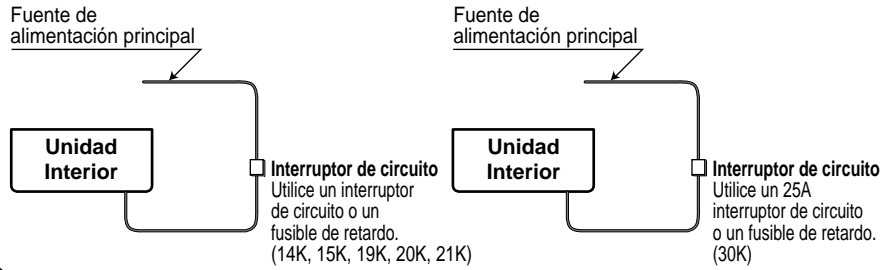 Fuente de
alimentación principal
Unidad
Interior
Interruptor de circuito
Utilice un interruptor
de circuito o un
fusible de retardo.
(14K, 15K, 19K, 20K, 21K)
Fuente de
alimentación principal
Unidad
Interior
Interruptor de circuito
Utilice un 25A
interruptor de circuito
o un fusible de retardo.
(30K)